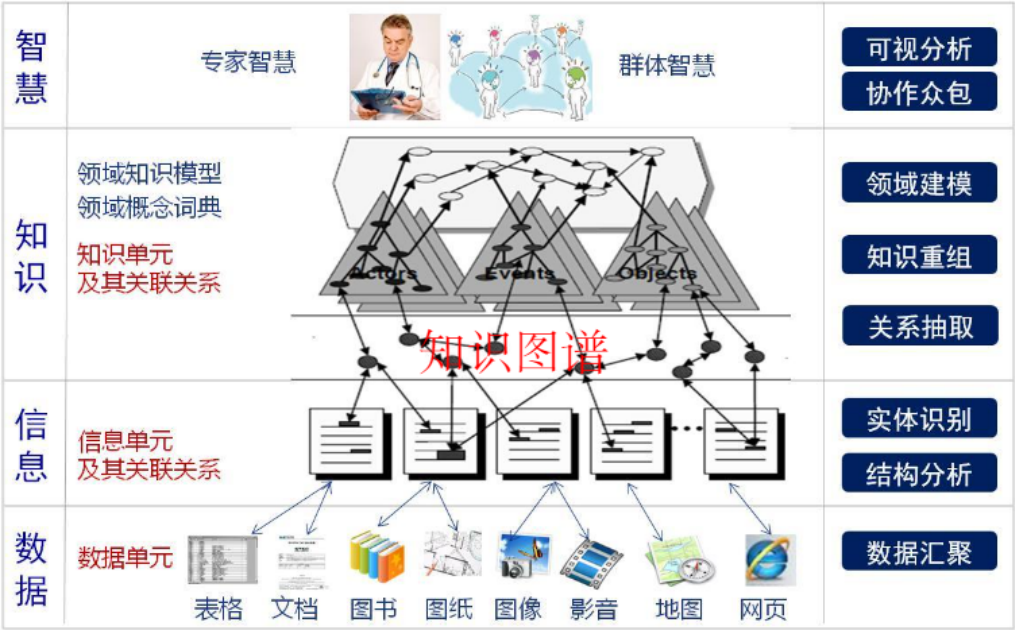 智慧
专家智慧
群体智慧
可视分析
协作众包
知识
领域知识模型
领域概念词典
知识单元
及其关联关系
Actors
Events
Objects
知识图谱
领域建模
知识重组
关系抽取
信息
信息单元
及其关联关系
实体识别
结构分析
数据
数据单元
表格
文档
图书
图纸
图像
影音
地图
网页
数据汇聚